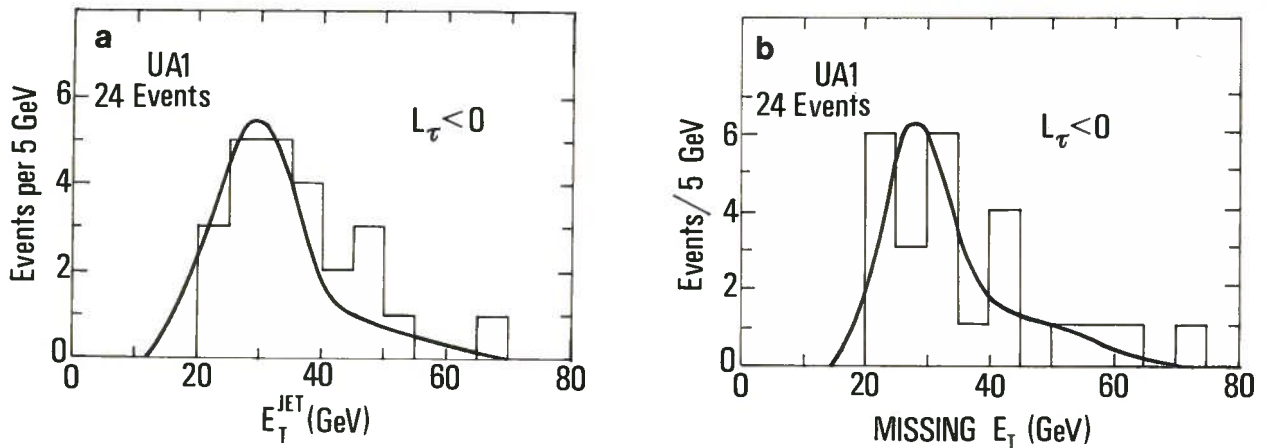 a
UA1
24 Events
L_τ<0
Events per 5 GeV
6
4
2
0
0 20 40 60 80
E_T^JET (GeV)
b
UA1
24 Events
L_τ<0
Events/5 GeV
6
4
2
0
0 20 40 60 80
MISSING E_T (GeV)